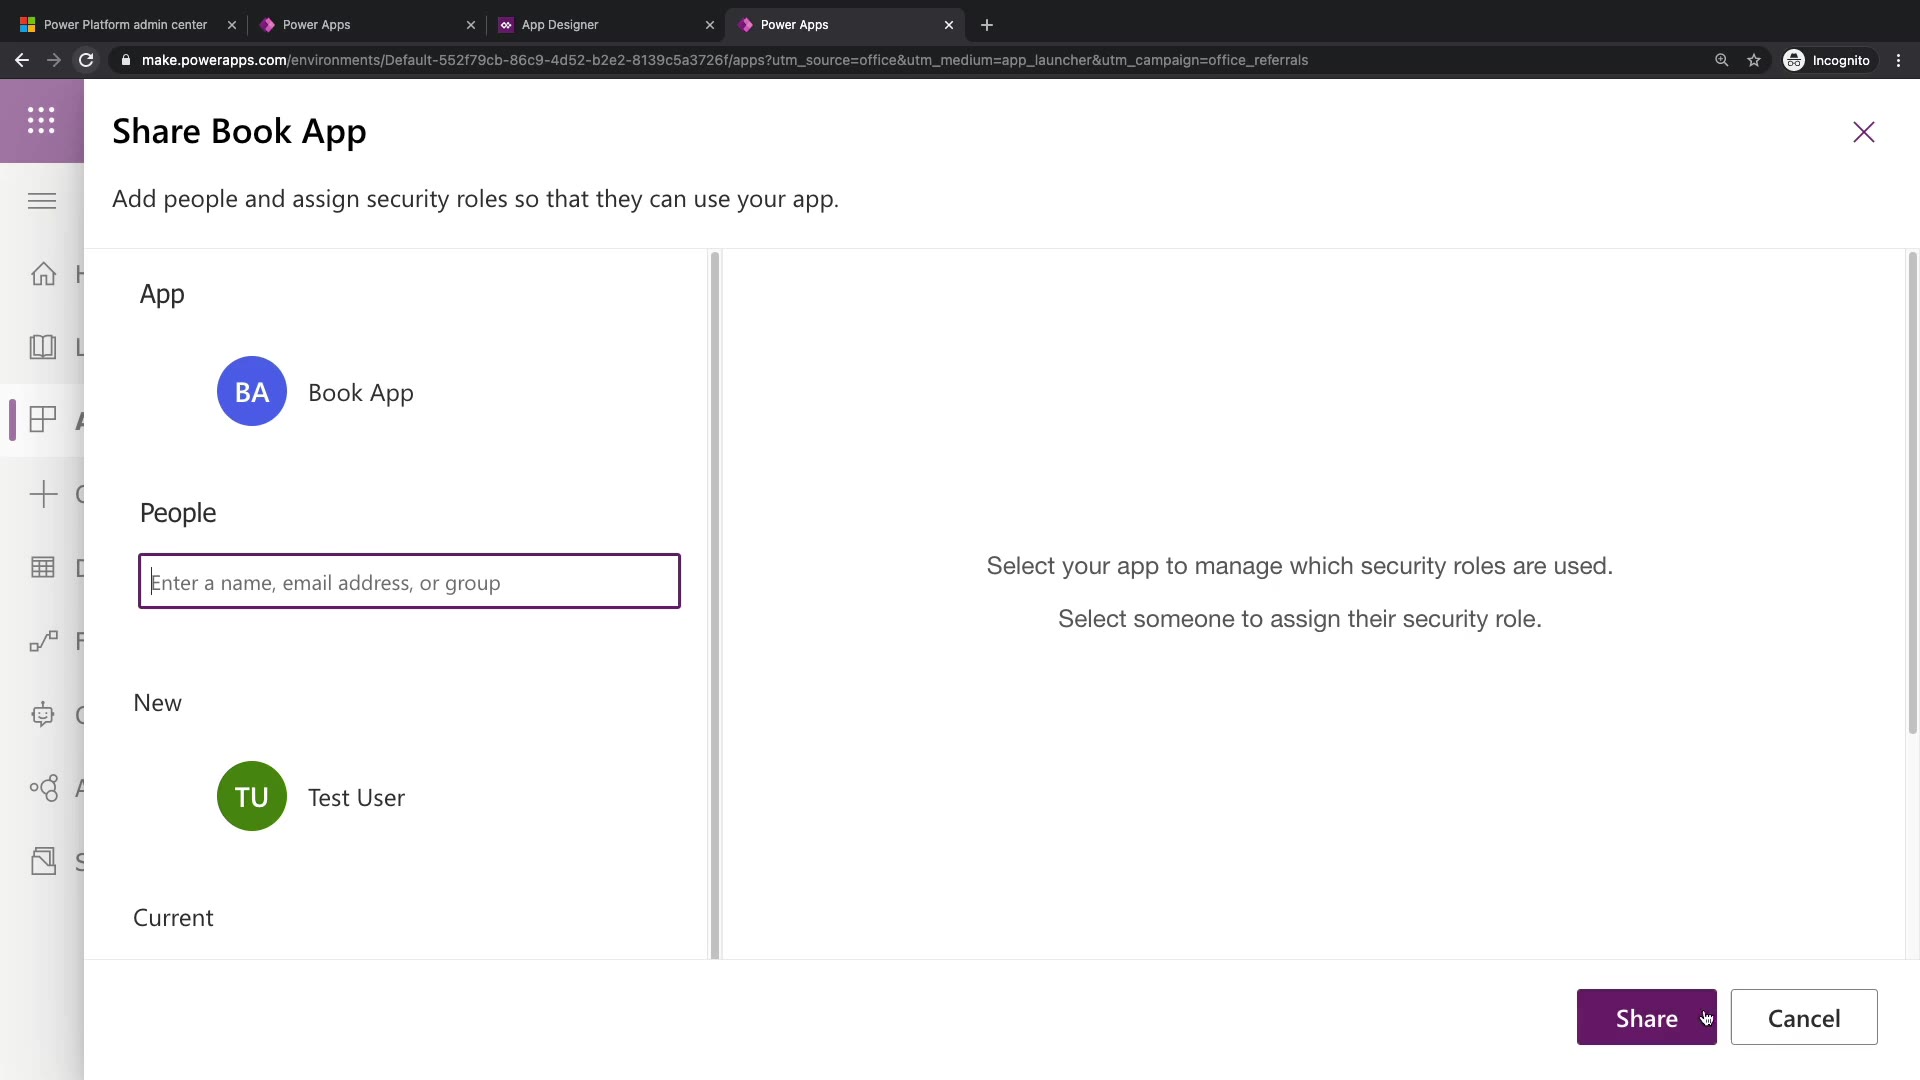 Power Platform admin center
Power Apps
App Designer
Power Apps
make.powerapps.com/environments/Default-552f79cb-86c9-4d52-b2e2-8139c5a3726f/apps?utm_source=office&utm_medium=app_launcher&utm_campaign=office_referrals
Incognito
Share Book App
Add people and assign security roles so that they can use your app.
App
BA
Book App
People
Enter a name, email address, or group
New
TU
Test User
Current
Select your app to manage which security roles are used.
Select someone to assign their security role.
Share
Cancel